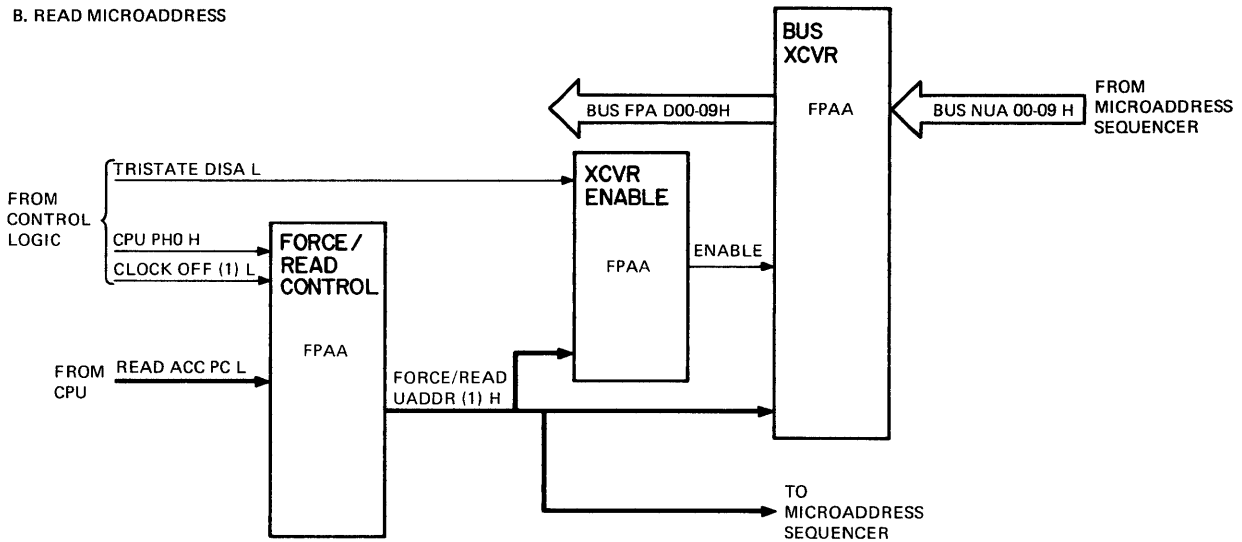 B. READ MICROADDRESS
BUS
XCVR
FPAA
BUS FPA D00-09H
BUS NUA 00-09 H
FROM
MICROADDRESS
SEQUENCER
TRISTATE DISA L
XCVR
ENABLE
FPAA
ENABLE
FROM
CONTROL
LOGIC
CPU PH0 H
CLOCK OFF (1) L
FORCE/
READ
CONTROL
FPAA
FROM
CPU
READ ACC PC L
FORCE/READ
UADDR (1) H
TO
MICROADDRESS
SEQUENCER